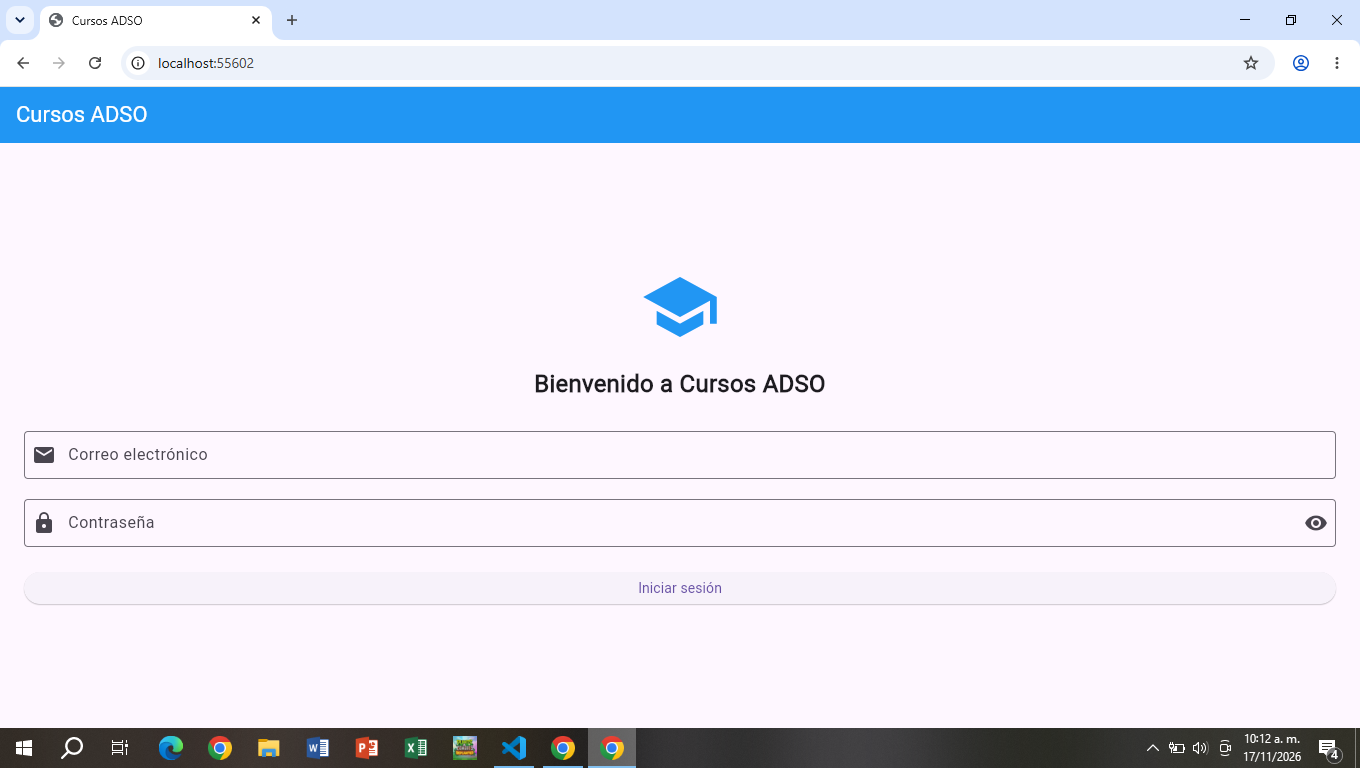 Cursos ADSO
localhost:55602
Cursos ADSO
Bienvenido a Cursos ADSO
Correo electrónico
Contraseña
Iniciar sesión
10:12 a. m.
17/11/2026
4